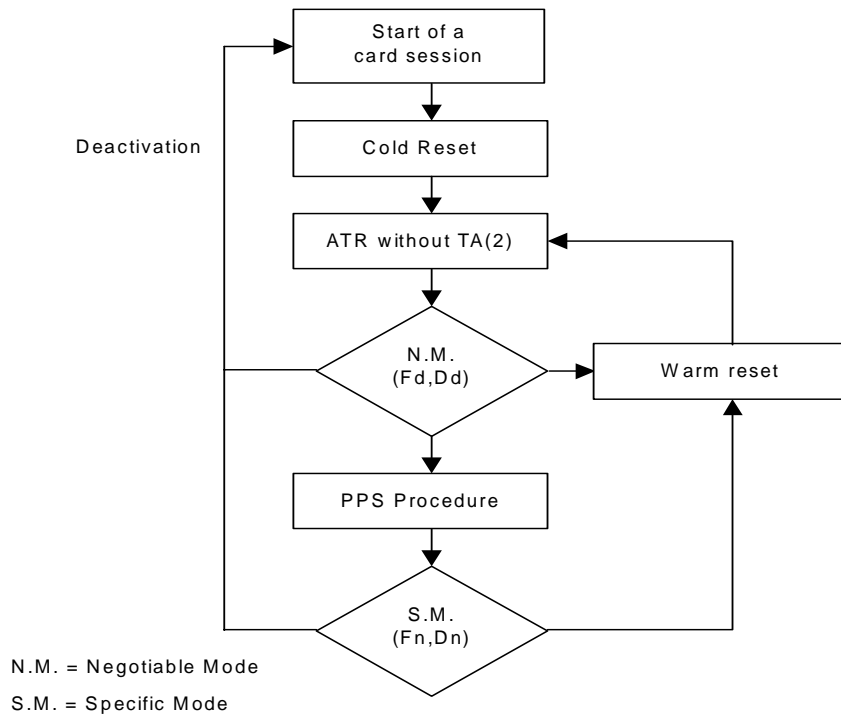 Start of a
card session
Deactivation
Cold Reset
ATR without TA(2)
N.M.
(Fd,Dd)
Warm reset
PPS Procedure
S.M.
(Fn,Dn)
N.M. = Negotiable Mode
S.M. = Specific Mode